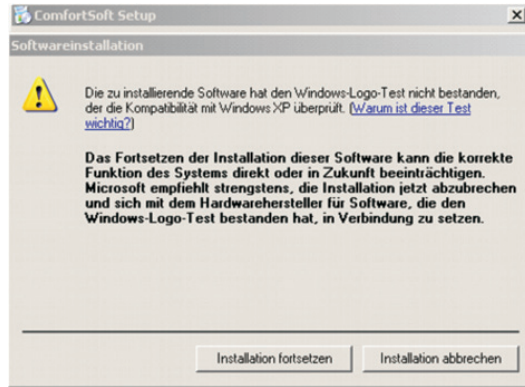 ComfortSoft Setup
Softwareinstallation
Die zu installierende Software hat den Windows-Logo-Test nicht bestanden,
der die Kompatibilität mit Windows XP überprüft. (Warum ist dieser Test
wichtig?)
Das Fortsetzen der Installation dieser Software kann die korrekte
Funktion des Systems direkt oder in Zukunft beeinträchtigen.
Microsoft empfiehlt strengstens, die Installation jetzt abzubrechen
und sich mit dem Hardwarehersteller für Software, die den
Windows-Logo-Test bestanden hat, in Verbindung zu setzen.
Installation fortsetzen Installation abbrechen